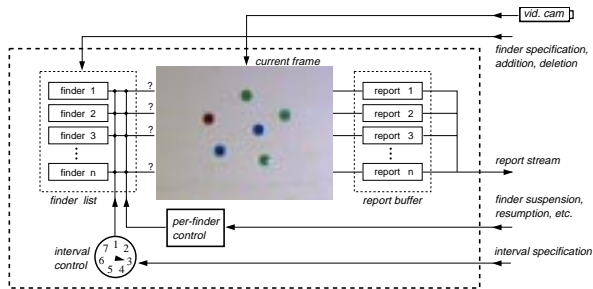 vid. cam
finder specification,
addition, deletion
current frame
finder 1
?
report 1
finder 2
?
report 2
finder 3
?
report 3
finder n
?
report n
report stream
finder list
report buffer
per-finder
control
finder suspension,
resumption, etc.
interval
control
1
2
3
4
5
6
7
interval specification